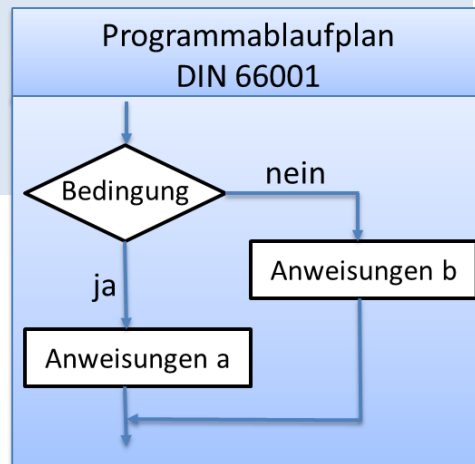 Programmablaufplan
DIN 66001
Bedingung
nein
ja
Anweisungen b
Anweisungen a